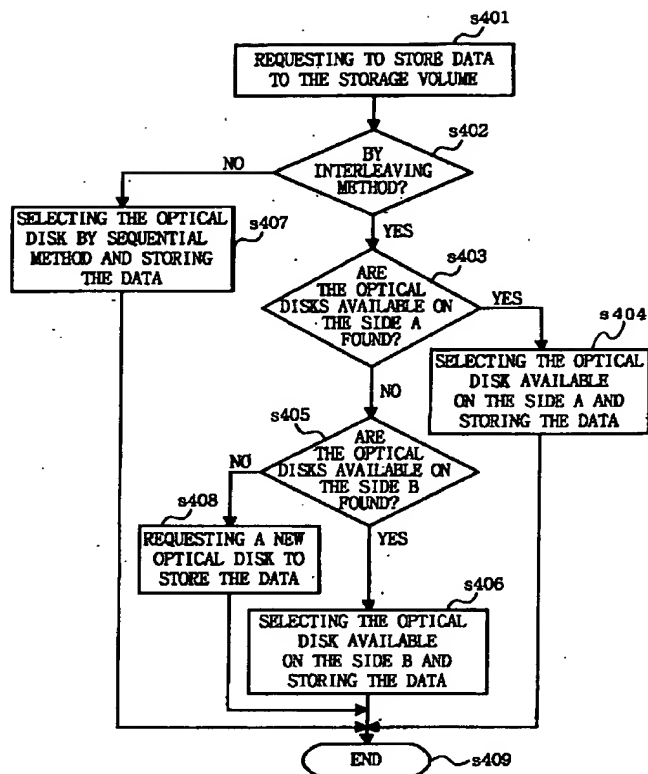 s401
REQUESTING TO STORE DATA
TO THE STORAGE VOLUME
s402
BY
INTERLEAVING
METHOD?
NO
YES
SELECTING THE OPTICAL
DISK BY SEQUENTIAL
METHOD AND STORING
THE DATA
s407
s403
ARE
THE OPTICAL
DISKS AVAILABLE ON
THE SIDE A
FOUND?
YES
NO
s404
SELECTING THE OPTICAL
DISK AVAILABLE
ON THE SIDE A AND
STORING THE DATA
s405
ARE
THE OPTICAL
DISKS AVAILABLE ON
THE SIDE B
FOUND?
NO
YES
s408
REQUESTING A NEW
OPTICAL DISK TO
STORE THE DATA
s406
SELECTING THE OPTICAL
DISK AVAILABLE
ON THE SIDE B AND
STORING THE DATA
END
s409